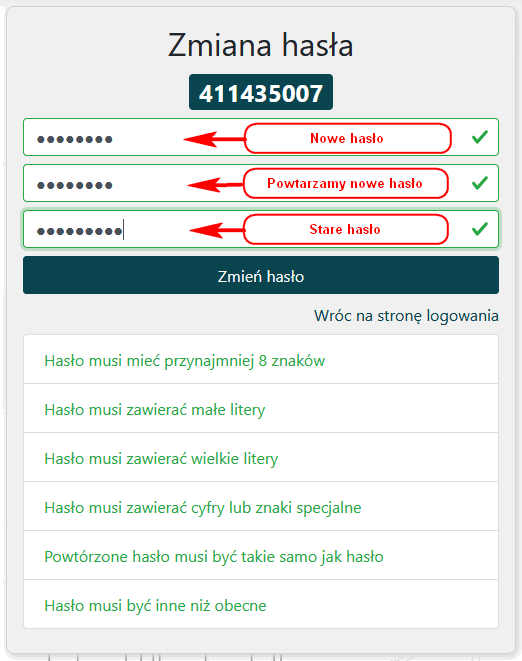 Zmiana hasła
411435007
●●●●●●●● Nowe hasło
●●●●●●●● Powtarzamy nowe hasło
●●●●●●●●● Stare hasło
Zmień hasło
Wróc na stronę logowania
Hasło musi mieć przynajmniej 8 znaków
Hasło musi zawierać małe litery
Hasło musi zawierać wielkie litery
Hasło musi zawierać cyfry lub znaki specjalne
Powtórzone hasło musi być takie samo jak hasło
Hasło musi być inne niż obecne